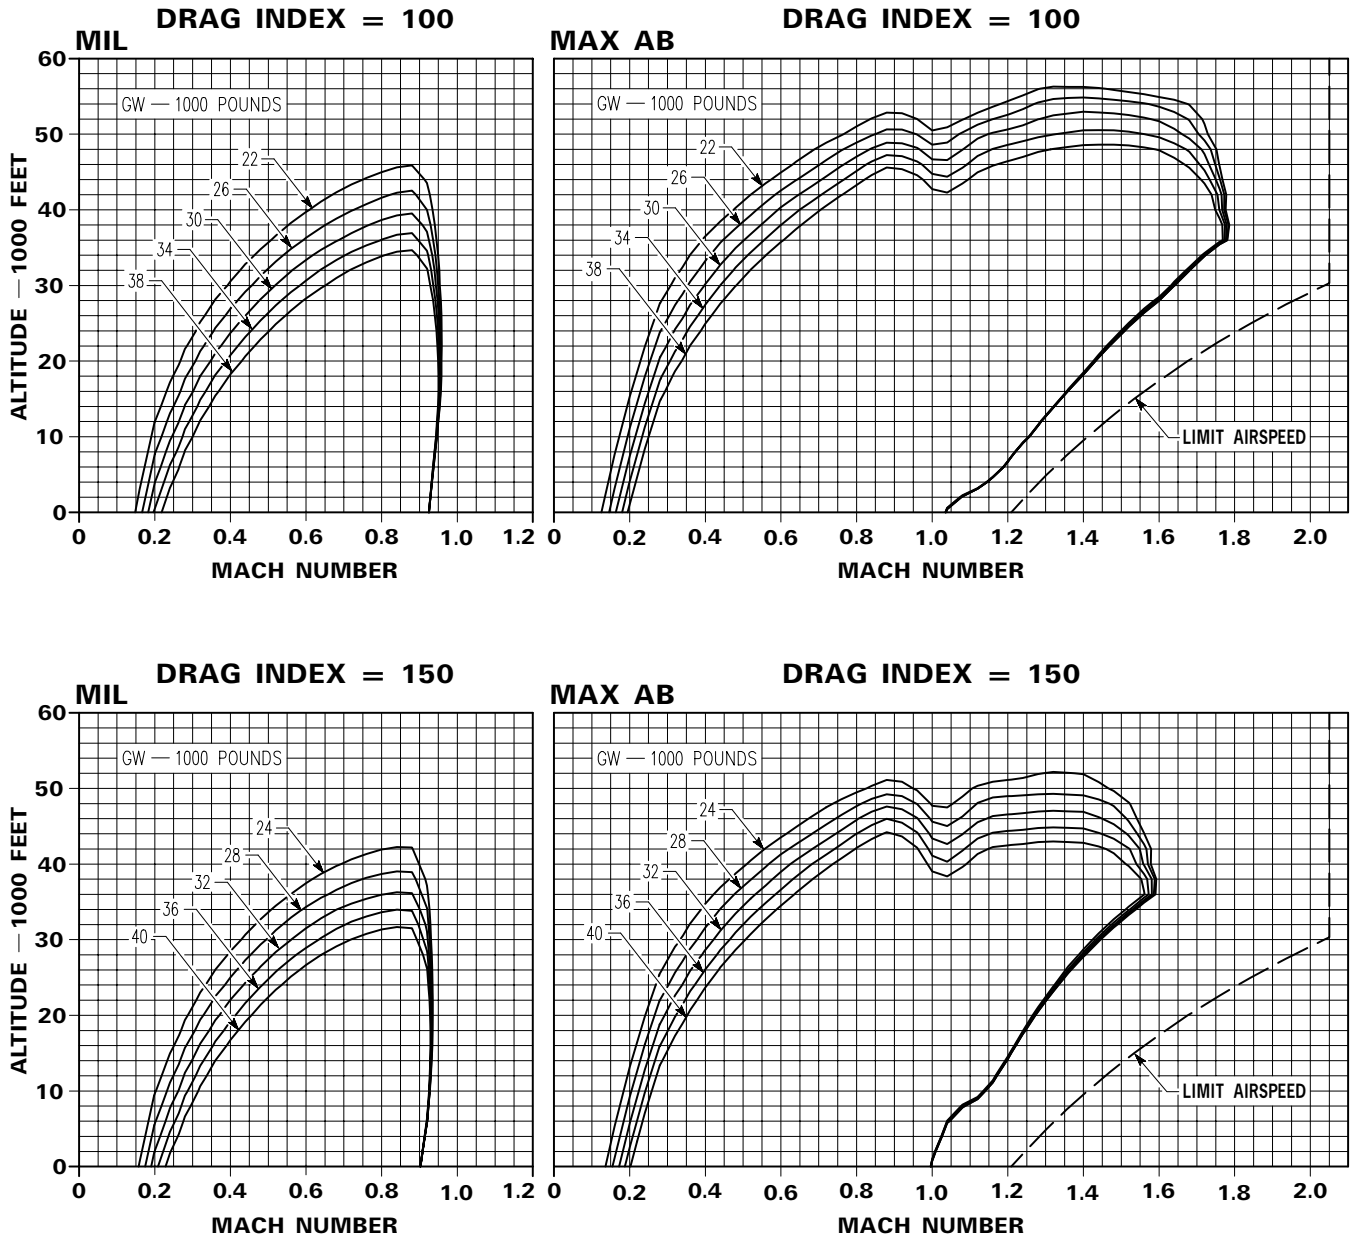 DRAG INDEX = 100
DRAG INDEX = 100
MIL
MAX AB
60
50
40
30
20
10
0
ALTITUDE — 1000 FEET
GW — 1000 POUNDS
22
26
30
34
38
GW — 1000 POUNDS
22
26
30
34
38
LIMIT AIRSPEED
0 0.2 0.4 0.6 0.8 1.0 1.2
0 0.2 0.4 0.6 0.8 1.0 1.2 1.4 1.6 1.8 2.0
MACH NUMBER
MACH NUMBER
DRAG INDEX = 150
DRAG INDEX = 150
MIL
MAX AB
60
50
40
30
20
10
0
ALTITUDE — 1000 FEET
GW — 1000 POUNDS
24
28
32
36
40
GW — 1000 POUNDS
24
28
32
36
40
LIMIT AIRSPEED
0 0.2 0.4 0.6 0.8 1.0 1.2
0 0.2 0.4 0.6 0.8 1.0 1.2 1.4 1.6 1.8 2.0
MACH NUMBER
MACH NUMBER